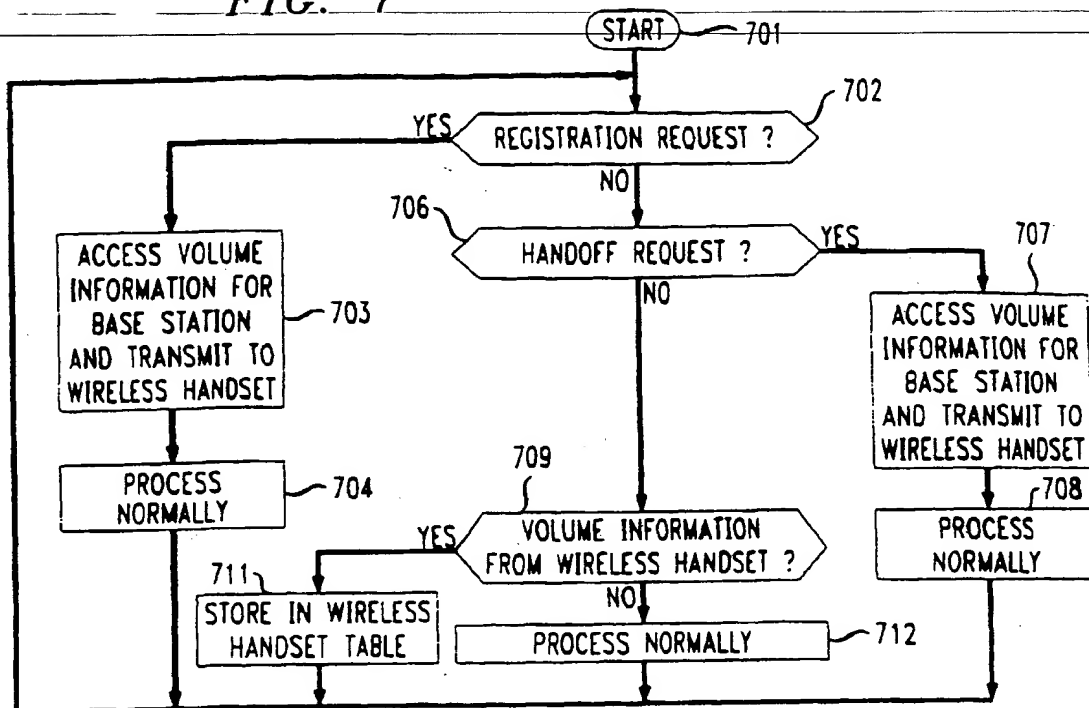 FIG. 7
START
701
702
YES
REGISTRATION REQUEST ?
NO
706
HANDOFF REQUEST ?
YES
707
NO
ACCESS VOLUME
INFORMATION FOR
BASE STATION
AND TRANSMIT TO
WIRELESS HANDSET
703
ACCESS VOLUME
INFORMATION FOR
BASE STATION
AND TRANSMIT TO
WIRELESS HANDSET
PROCESS
NORMALLY
704
709
YES
VOLUME INFORMATION
FROM WIRELESS HANDSET ?
708
PROCESS
NORMALLY
711
STORE IN WIRELESS
HANDSET TABLE
NO
PROCESS NORMALLY
712